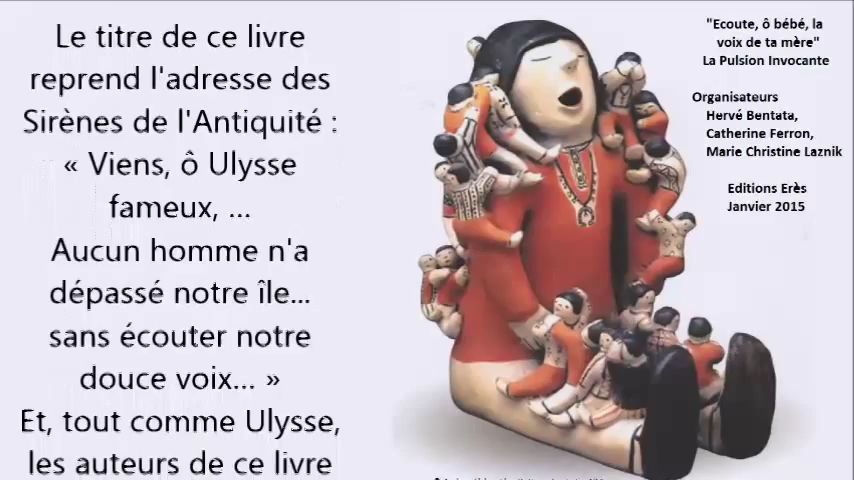 Le titre de ce livre
reprend l'adresse des
Sirènes de l'Antiquité :
« Viens, ô Ulysse
fameux, ...
Aucun homme n'a
dépassé notre île...
sans écouter notre
douce voix... »
Et, tout comme Ulysse,
les auteurs de ce livre
"Ecoute, ô bébé, la
voix de ta mère"
La Pulsion Invocante
Organisateurs
Hervé Bentata,
Catherine Ferron,
Marie Christine Laznik
Editions Erès
Janvier 2015